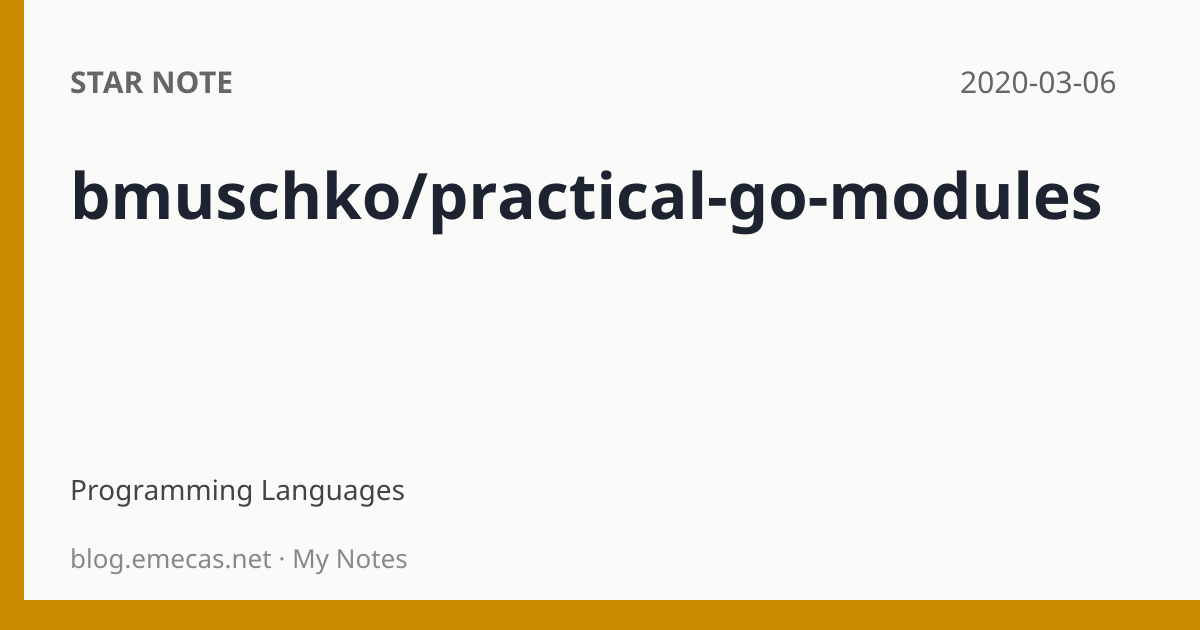 STAR NOTE
2020-03-06
bmuschko/practical-go-modules
Programming Languages
blog.emecas.net · My Notes